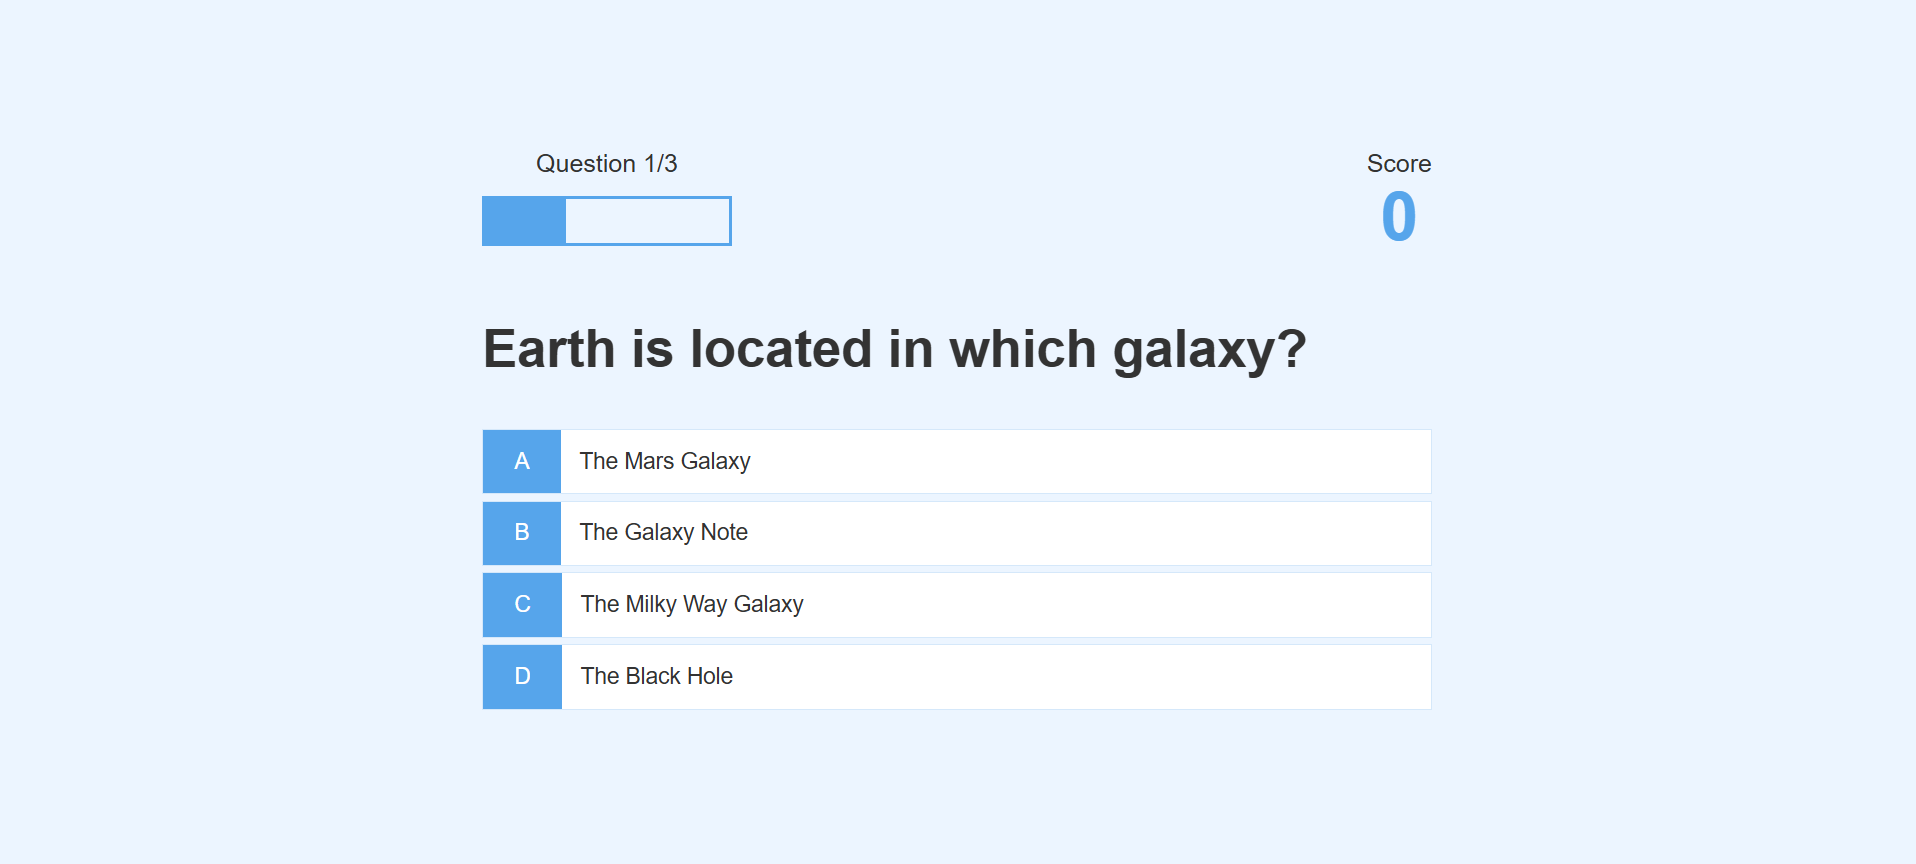 Question 1/3
Score
0
Earth is located in which galaxy?
A The Mars Galaxy
B The Galaxy Note
C The Milky Way Galaxy
D The Black Hole